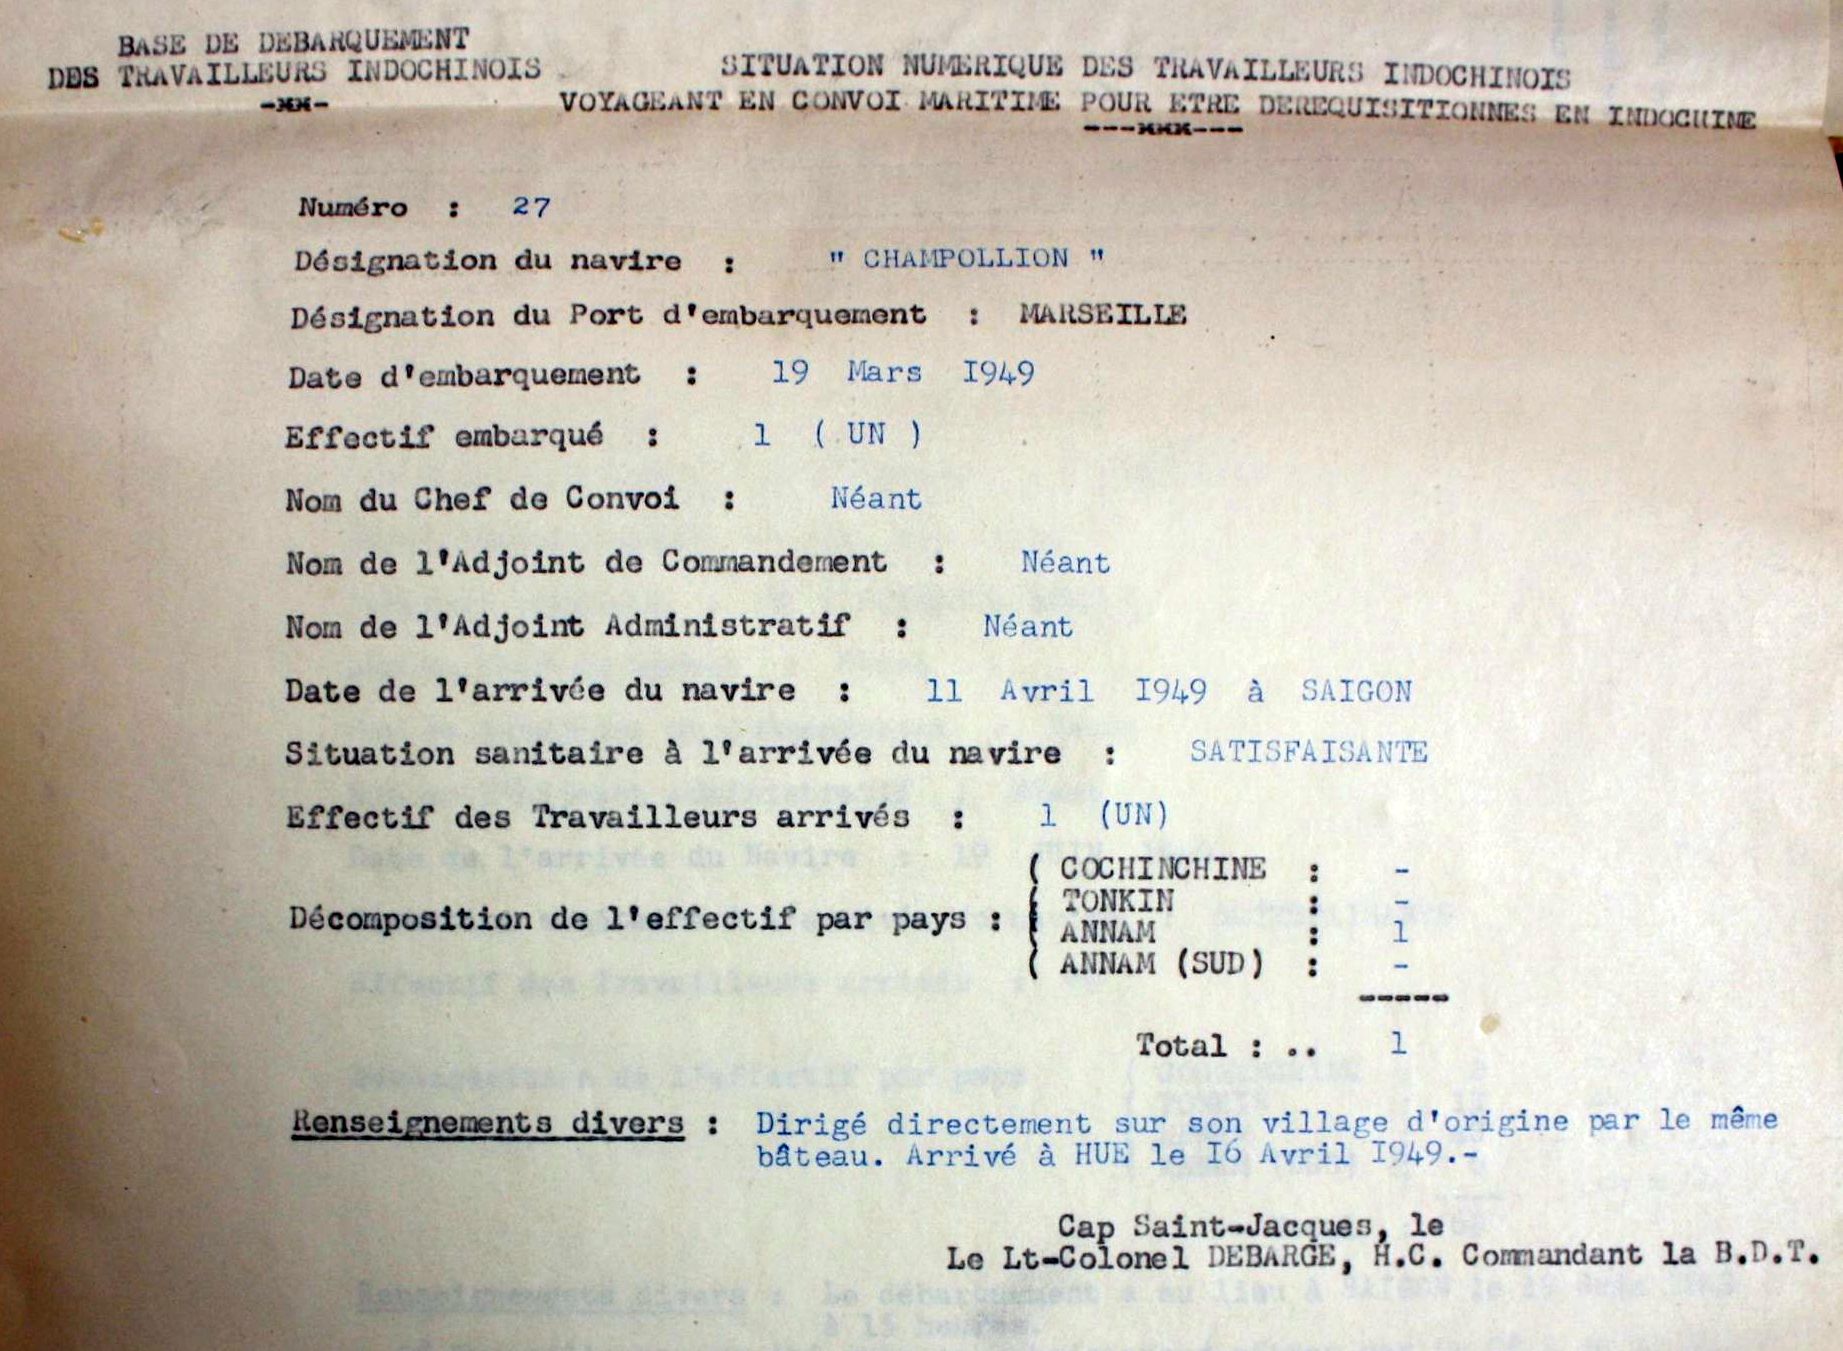 BASE DE DEBARQUEMENT
DES TRAVAILLEURS INDOCHINOIS
-xx-
SITUATION NUMERIQUE DES TRAVAILLEURS INDOCHINOIS
VOYAGEANT EN CONVOI MARITIME POUR ETRE DEREQUISITIONNES EN INDOCHINE
---xxx---
Numéro : 27
Désignation du navire : " CHAMPOLLION "
Désignation du Port d'embarquement : MARSEILLE
Date d'embarquement : 19 Mars I949
Effectif embarqué : 1 ( UN )
Nom du Chef de Convoi : Néant
Nom de l'Adjoint de Commandement : Néant
Nom de l'Adjoint Administratif : Néant
Date de l'arrivée du navire : 11 Avril I949 à SAIGON
Situation sanitaire à l'arrivée du navire : SATISFAISANTE
Effectif des Travailleurs arrivés : 1 (UN)
Décomposition de l'effectif par pays :
( COCHINCHINE : -
( TONKIN : -
( ANNAM : 1
( ANNAM (SUD) : -
-----
Total : .. 1
Renseignements divers : Dirigé directement sur son village d'origine par le même
bâteau. Arrivé à HUE le I6 Avril I949.-
Cap Saint-Jacques, le
Le Lt-Colonel DEBARGE, H.C. Commandant la B.D.T.